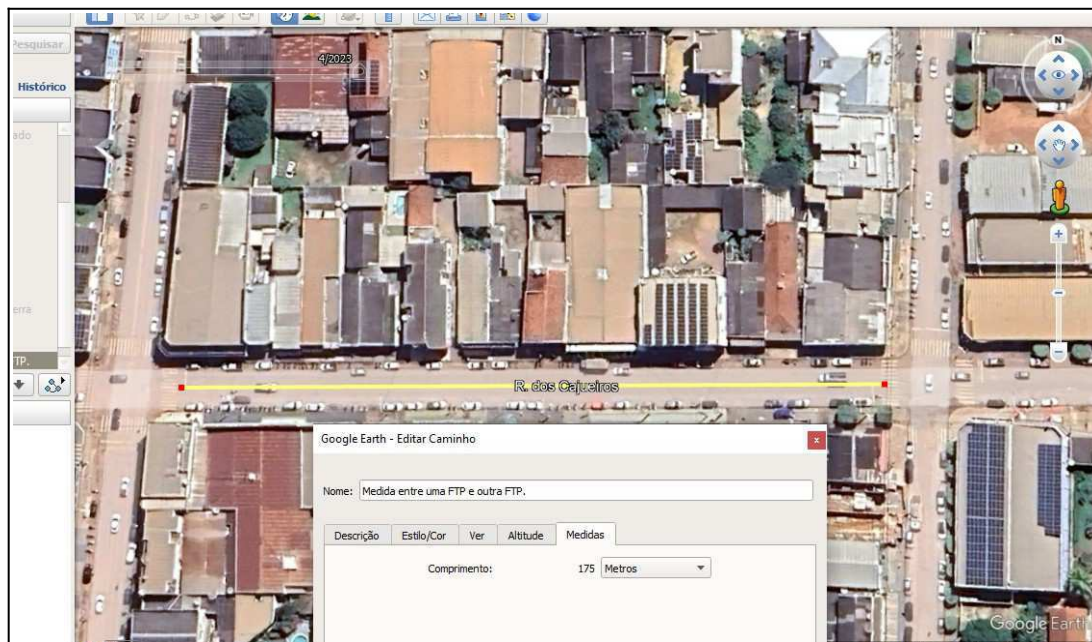 Pesquisar
4/2023
N
Histórico
ado
erra
TP.
R. dos Cajueiros
Google Earth - Editar Caminho
x
Nome: Medida entre uma FTP e outra FTP.
Descrição Estilo/Cor Ver Altitude Medidas
Comprimento: 175 Metros
Google Earth